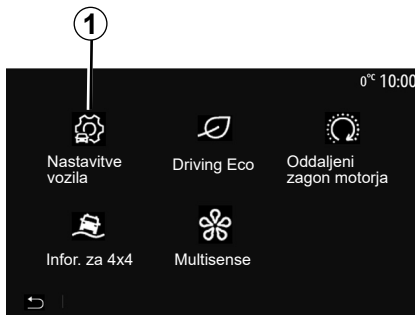 1
0°C 10:00
Nastavitve
vozila
Driving Eco
Oddaljeni
zagon motorja
Infor. za 4x4
Multisense